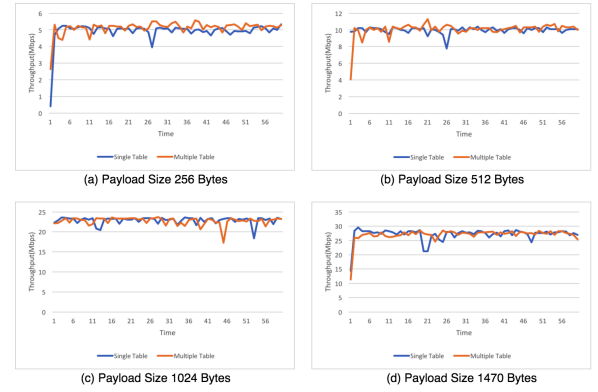 6
5
4
3
2
1
0
Throughput(Mbps)
1 6 11 16 21 26 31 36 41 46 51 56
Time
Single Table Multiple Table
(a) Payload Size 256 Bytes
12
10
8
6
4
2
0
Throughput(Mbps)
1 6 11 16 21 26 31 36 41 46 51 56
Time
Single Table Multiple Table
(b) Payload Size 512 Bytes
25
20
15
10
5
0
Throughput(Mbps)
1 6 11 16 21 26 31 36 41 46 51 56
Time
Single Table Multiple Table
(c) Payload Size 1024 Bytes
35
30
25
20
15
10
5
0
Throughput(Mbps)
1 6 11 16 21 26 31 36 41 46 51 56
Time
Single Table Multiple Table
(d) Payload Size 1470 Bytes